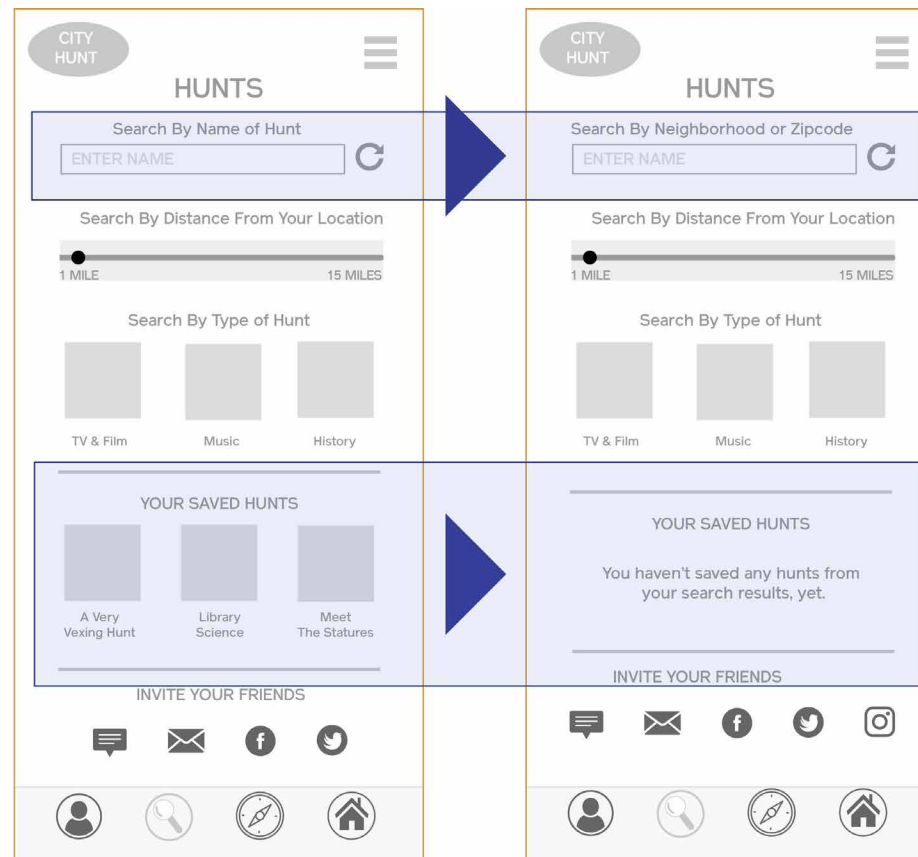 CITY
HUNT
HUNTS
Search By Name of Hunt
ENTER NAME
Search By Distance From Your Location
1 MILE
15 MILES
Search By Type of Hunt
TV & Film
Music
History
YOUR SAVED HUNTS
A Very
Vexing Hunt
Library
Science
Meet
The Statures
INVITE YOUR FRIENDS
CITY
HUNT
HUNTS
Search By Neighborhood or Zipcode
ENTER NAME
Search By Distance From Your Location
1 MILE
15 MILES
Search By Type of Hunt
TV & Film
Music
History
YOUR SAVED HUNTS
You haven't saved any hunts from
your search results, yet.
INVITE YOUR FRIENDS